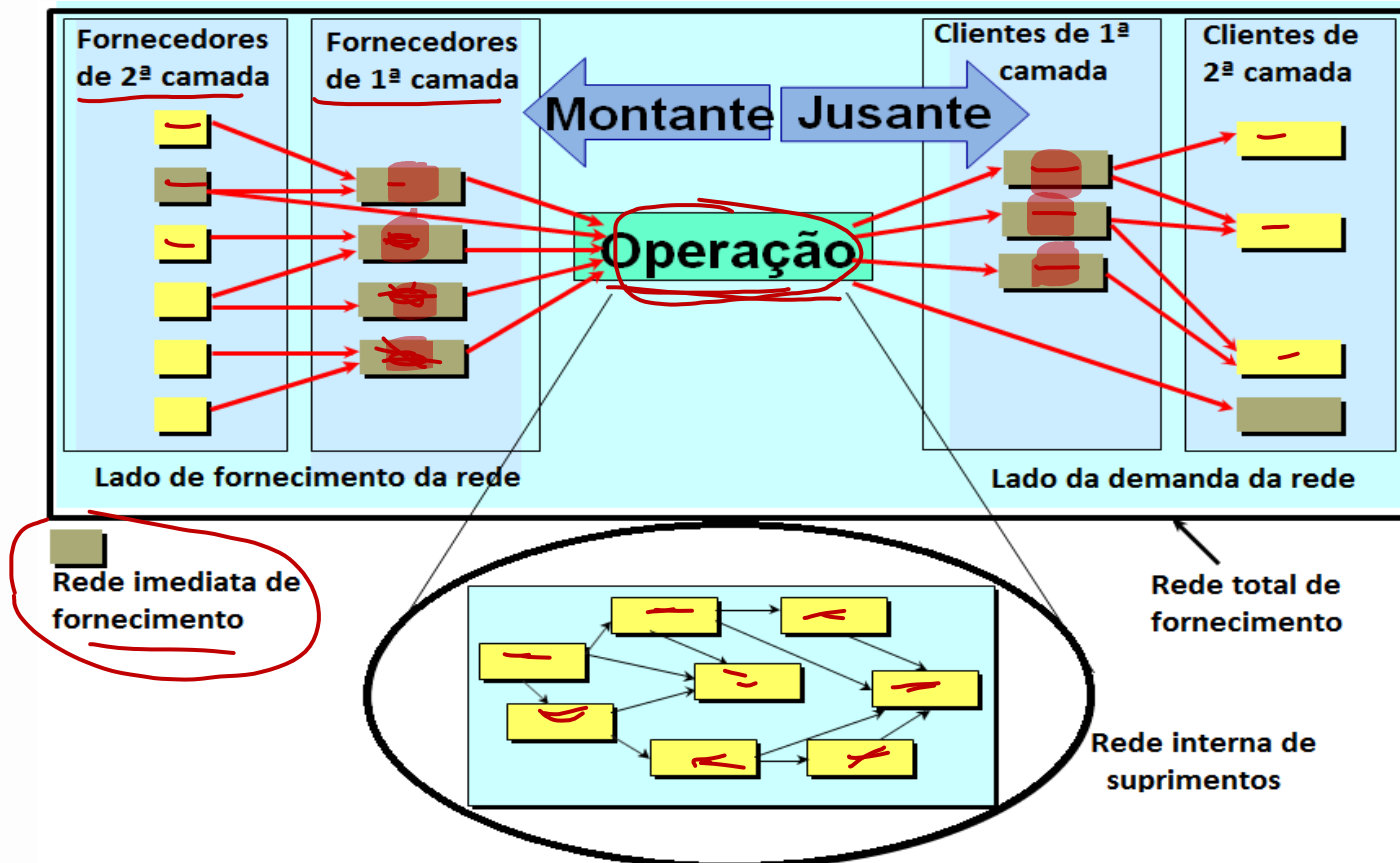 Fornecedores
de 2ª camada
Fornecedores
de 1ª camada
Montante
Jusante
Clientes de 1ª
camada
Clientes de
2ª camada
Operação
Lado de fornecimento da rede
Lado da demanda da rede
Rede imediata de
fornecimento
Rede total de
fornecimento
Rede interna de
suprimentos